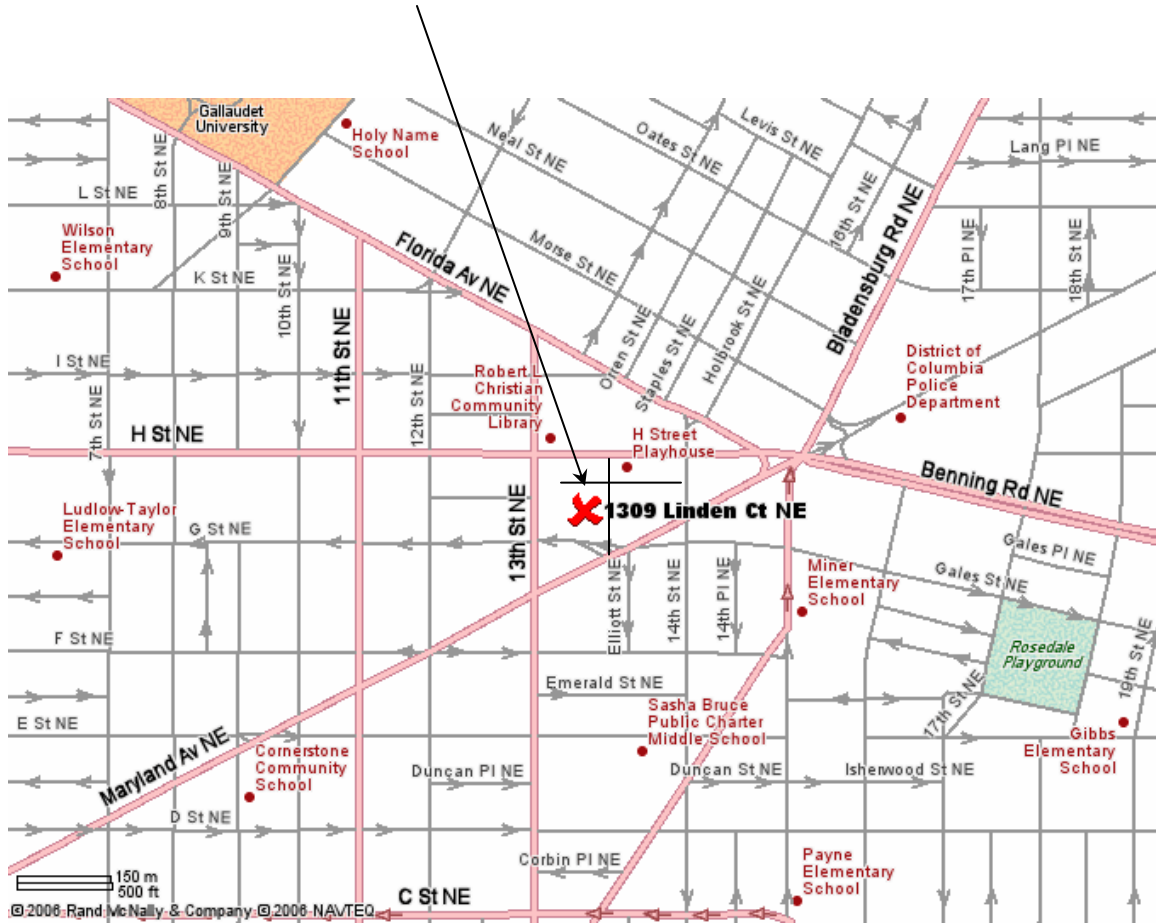 Gallaudet
University
Holy Name
School
Neal St NE
Oates St NE
Levis St NE
Lang Pl NE
L St NE
8th St NE
9th St NE
Wilson
Elementary
School
K St NE
10th St NE
Florida Av NE
Morse St NE
16th St NE
Bladensburg Rd NE
17th Pl NE
18th St NE
11th St NE
Orren St NE
Staples St NE
Holbrook St NE
I St NE
7th St NE
12th St NE
Robert L
Christian
Community
Library
District of
Columbia
Police
Department
H St NE
H Street
Playhouse
Benning Rd NE
Ludlow-Taylor
Elementary
School
G St NE
13th St NE
1309 Linden Ct NE
Gales Pl NE
Gales St NE
Miner
Elementary
School
Elliott St NE
14th St NE
14th Pl NE
F St NE
Rosedale
Playground
19th St NE
17th St NE
Emerald St NE
E St NE
Sasha Bruce
Public Charter
Middle School
Gibbs
Elementary
School
Maryland Av NE
Cornerstone
Community
School
Duncan Pl NE
Duncan St NE
Isherwood St NE
D St NE
Corbin Pl NE
Payne
Elementary
School
150 m
500 ft
C St NE
© 2006 Rand McNally & Company © 2006 NAVTEQ